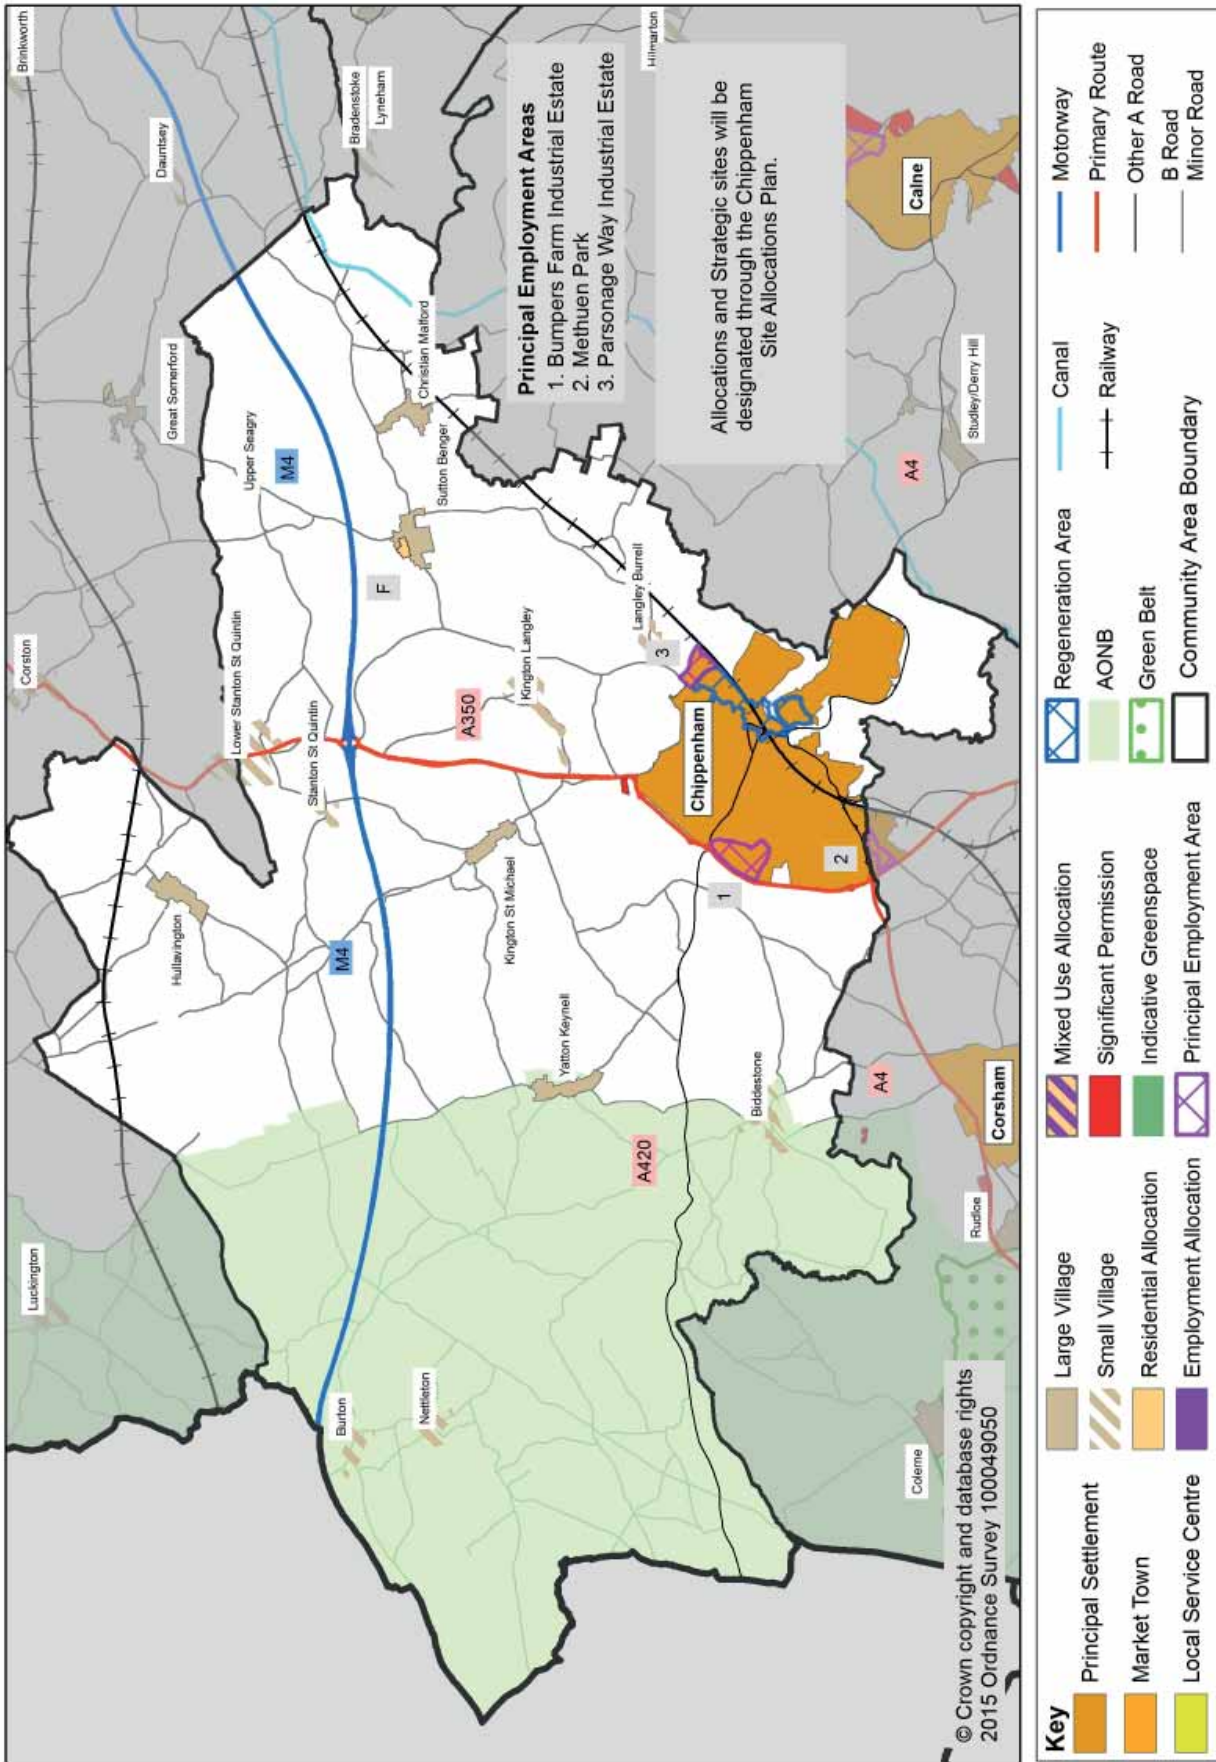 Brinkworth
Dauntsey
Bradenstoke
Lyneham
Hilmarton
Great Somerford
Christian Malford
Upper Seagry
M4
Sutton Benger
F
Corston
Lower Stanton St Quintin
Stanton St Quintin
A350
Kington Langley
Langley Burrell
3
Chippenham
Hullavington
M4
Kington St Michael
1
2
Yatton Keynell
Biddestone
A4
Corsham
A420
Rudloe
Luckington
Burton
Nettleton
Colerne
Calne
Studley/Derry Hill
A4
Principal Employment Areas
1. Bumpers Farm Industrial Estate
2. Methuen Park
3. Parsonage Way Industrial Estate
Allocations and Strategic sites will be
designated through the Chippenham
Site Allocations Plan.
© Crown copyright and database rights
2015 Ordnance Survey 100049050
Key
Principal Settlement
Market Town
Local Service Centre
Large Village
Small Village
Residential Allocation
Employment Allocation
Mixed Use Allocation
Significant Permission
Indicative Greenspace
Principal Employment Area
Regeneration Area
AONB
Green Belt
Community Area Boundary
Canal
Railway
Motorway
Primary Route
Other A Road
B Road
Minor Road